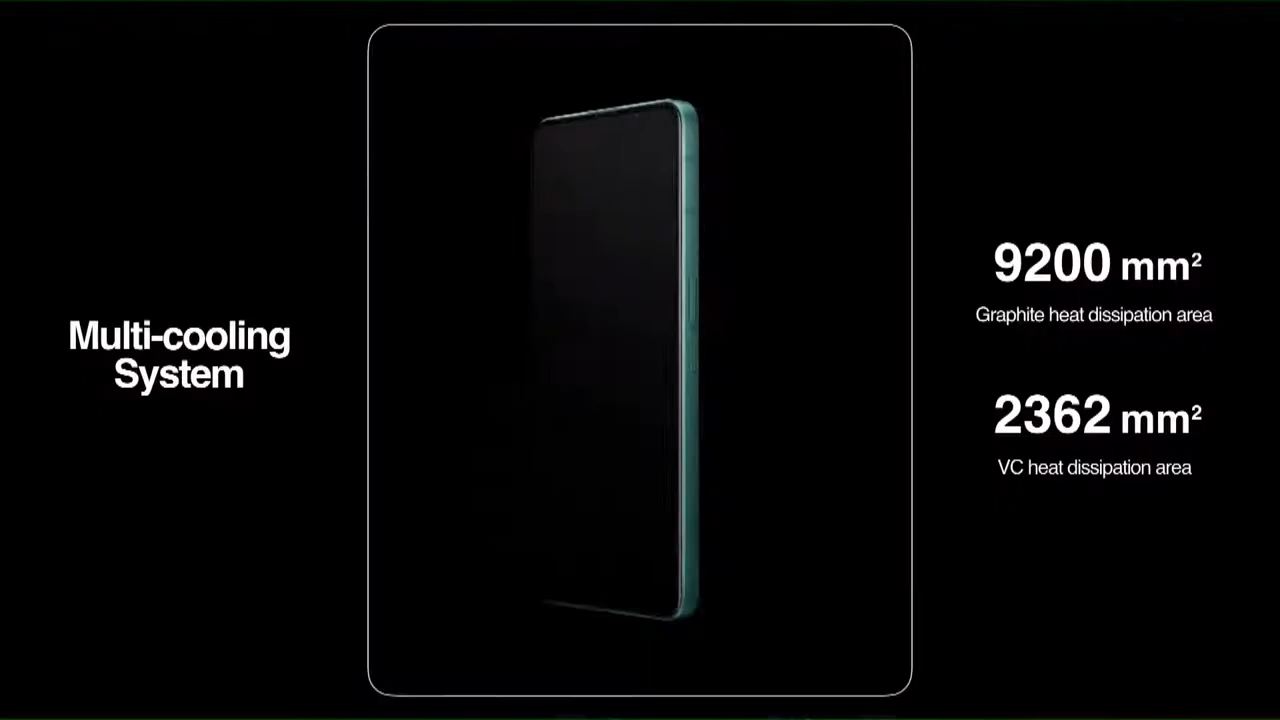 Multi-cooling
System
9200 mm²
Graphite heat dissipation area
2362 mm²
VC heat dissipation area